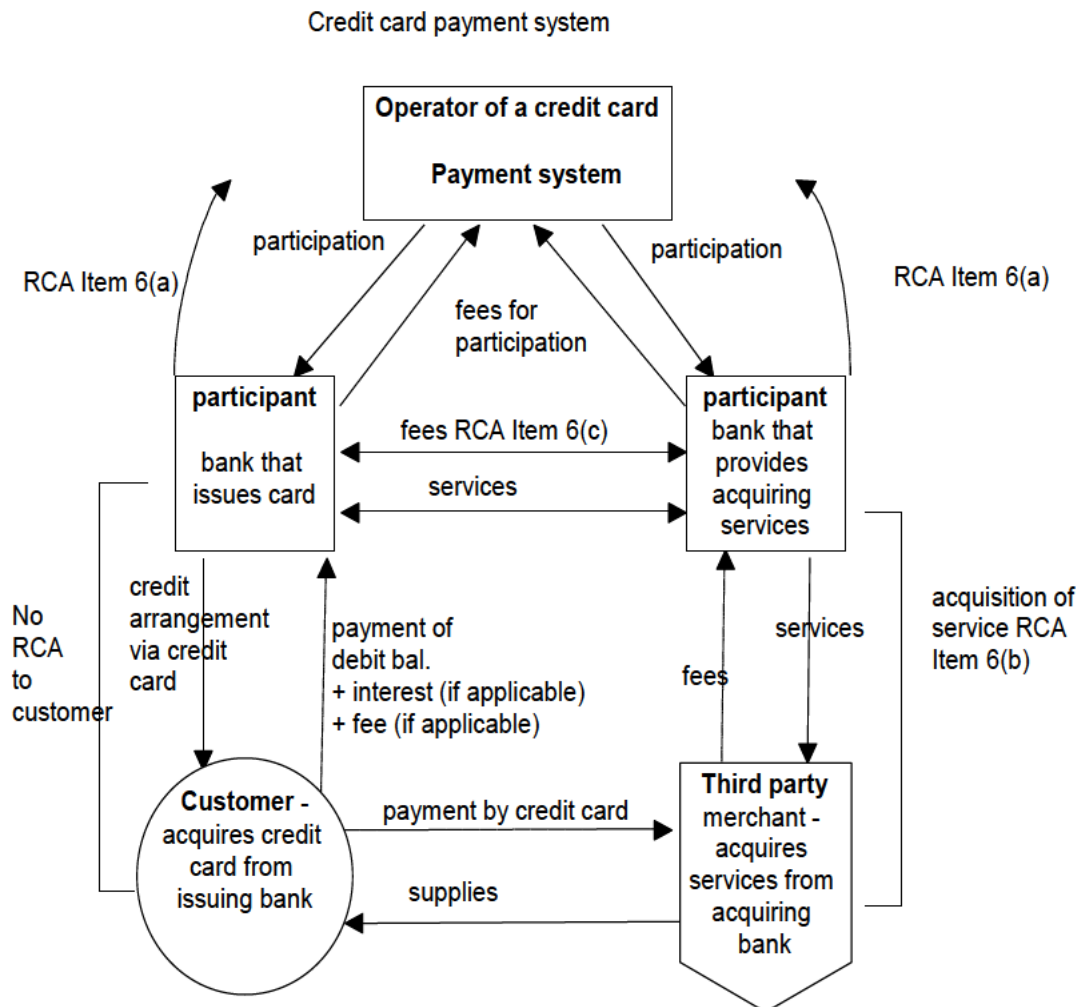 Credit card payment system
Operator of a credit card
Payment system
participation
participation
RCA Item 6(a)
RCA Item 6(a)
fees for
participation
participant
bank that
issues card
fees RCA Item 6(c)
services
participant
bank that
provides
acquiring
services
No
RCA
to
customer
credit
arrangement
via credit
card
payment of
debit bal.
+ interest (if applicable)
+ fee (if applicable)
fees
services
acquisition of
service RCA
Item 6(b)
Customer -
acquires credit
card from
issuing bank
payment by credit card
supplies
Third party
merchant -
acquires
services from
acquiring
bank